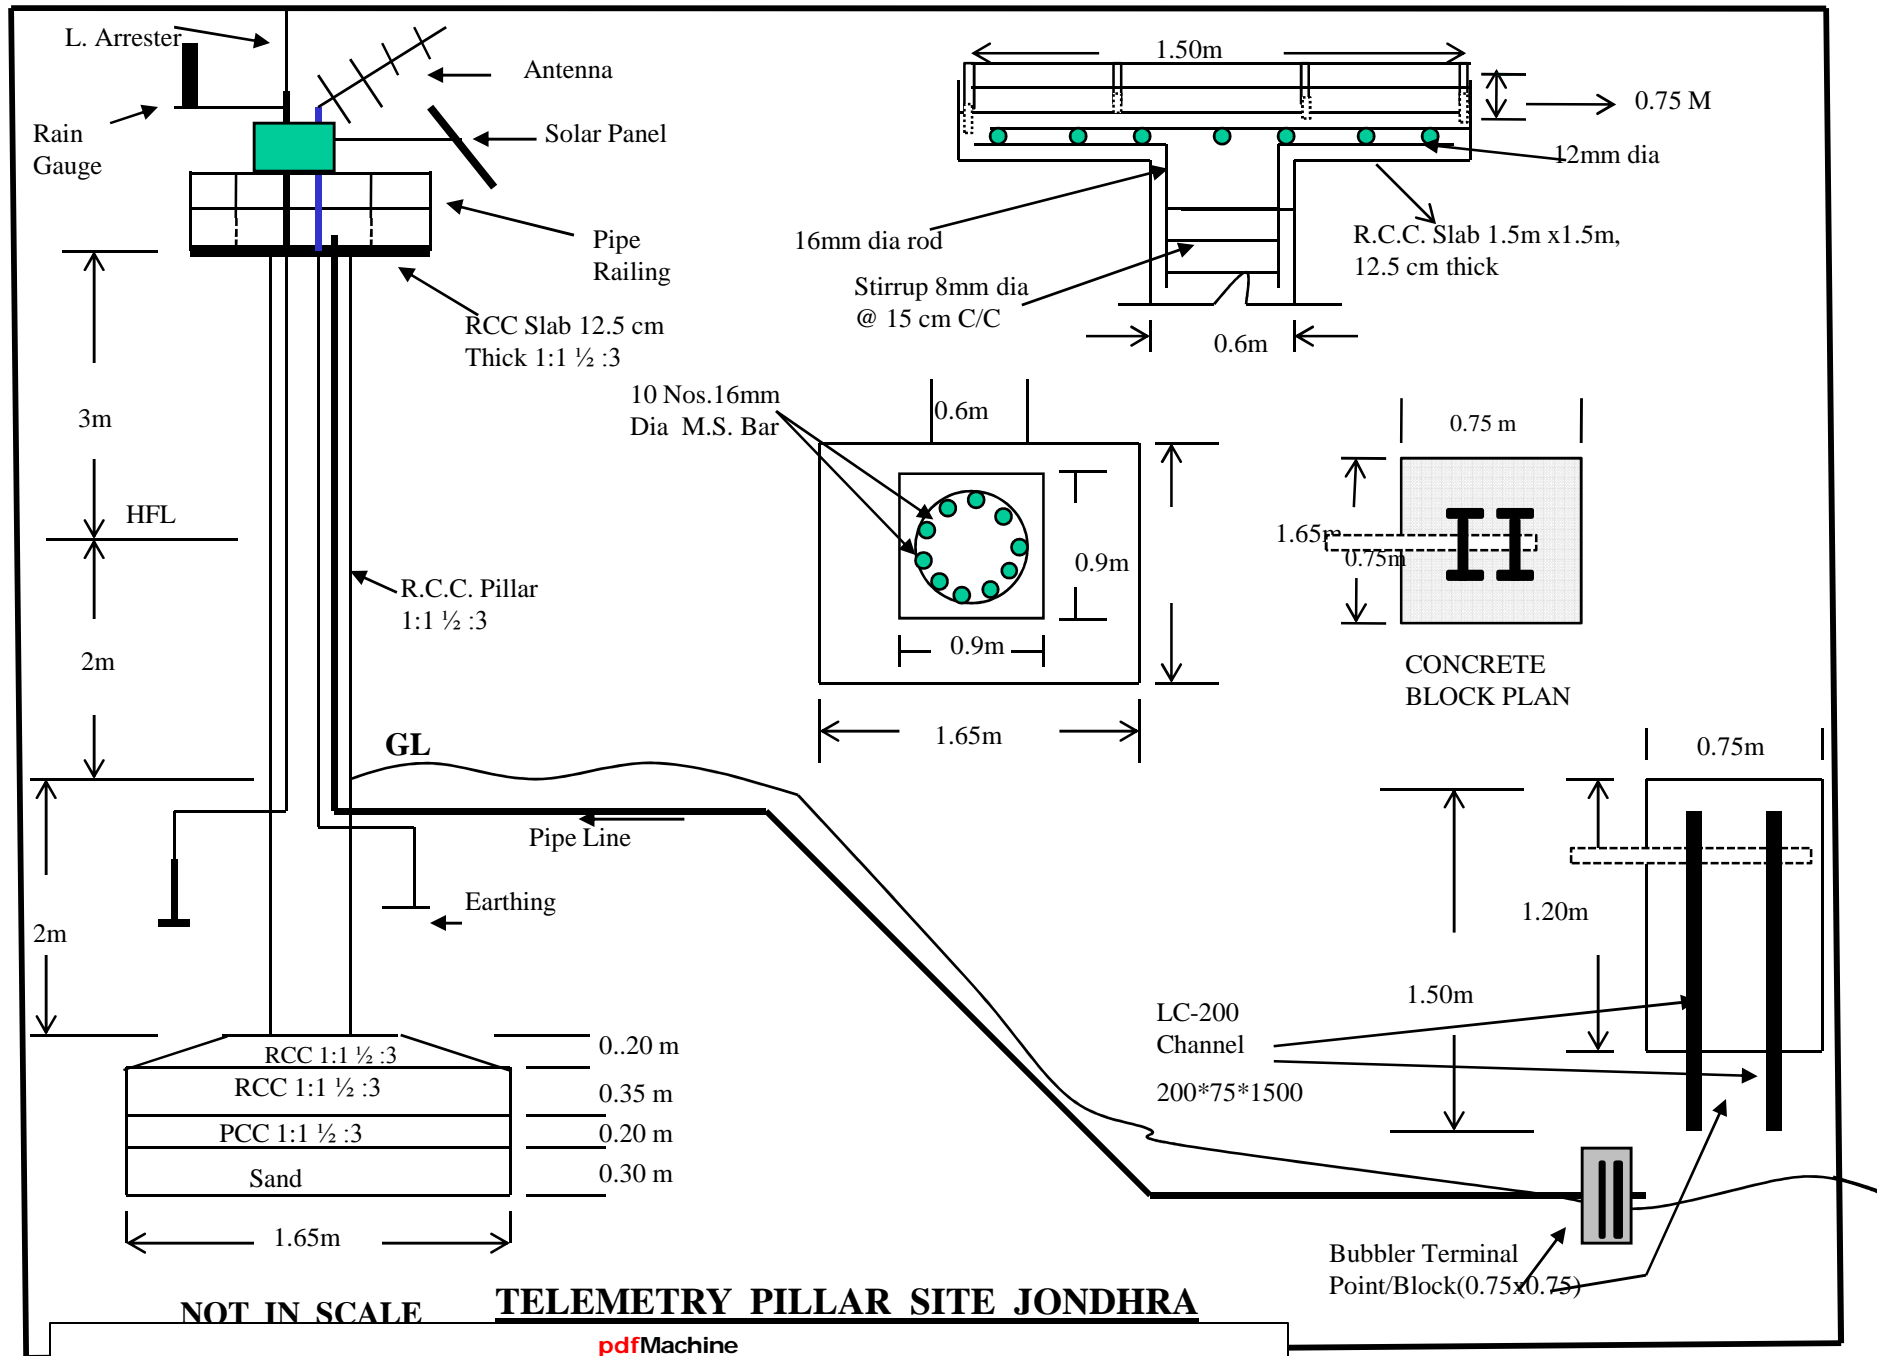 L. Arrester
Antenna
Rain
Gauge
Solar Panel
Pipe
Railing
RCC Slab 12.5 cm
Thick 1:1 ½ :3
3m
HFL
R.C.C. Pillar
1:1 ½ :3
2m
GL
Pipe Line
Earthing
2m
RCC 1:1 ½ :3
0..20 m
RCC 1:1 ½ :3
0.35 m
PCC 1:1 ½ :3
0.20 m
Sand
0.30 m
1.65m
1.50m
0.75 M
12mm dia
16mm dia rod
R.C.C. Slab 1.5m x1.5m,
12.5 cm thick
Stirrup 8mm dia
@ 15 cm C/C
0.6m
10 Nos.16mm
Dia M.S. Bar
0.6m
0.9m
0.9m
1.65m
1.65m
0.75 m
0.75m
CONCRETE
BLOCK PLAN
0.75m
1.20m
1.50m
LC-200
Channel
200*75*1500
Bubbler Terminal
Point/Block(0.75x0.75)
NOT IN SCALE
TELEMETRY PILLAR SITE JONDHRA
pdfMachine